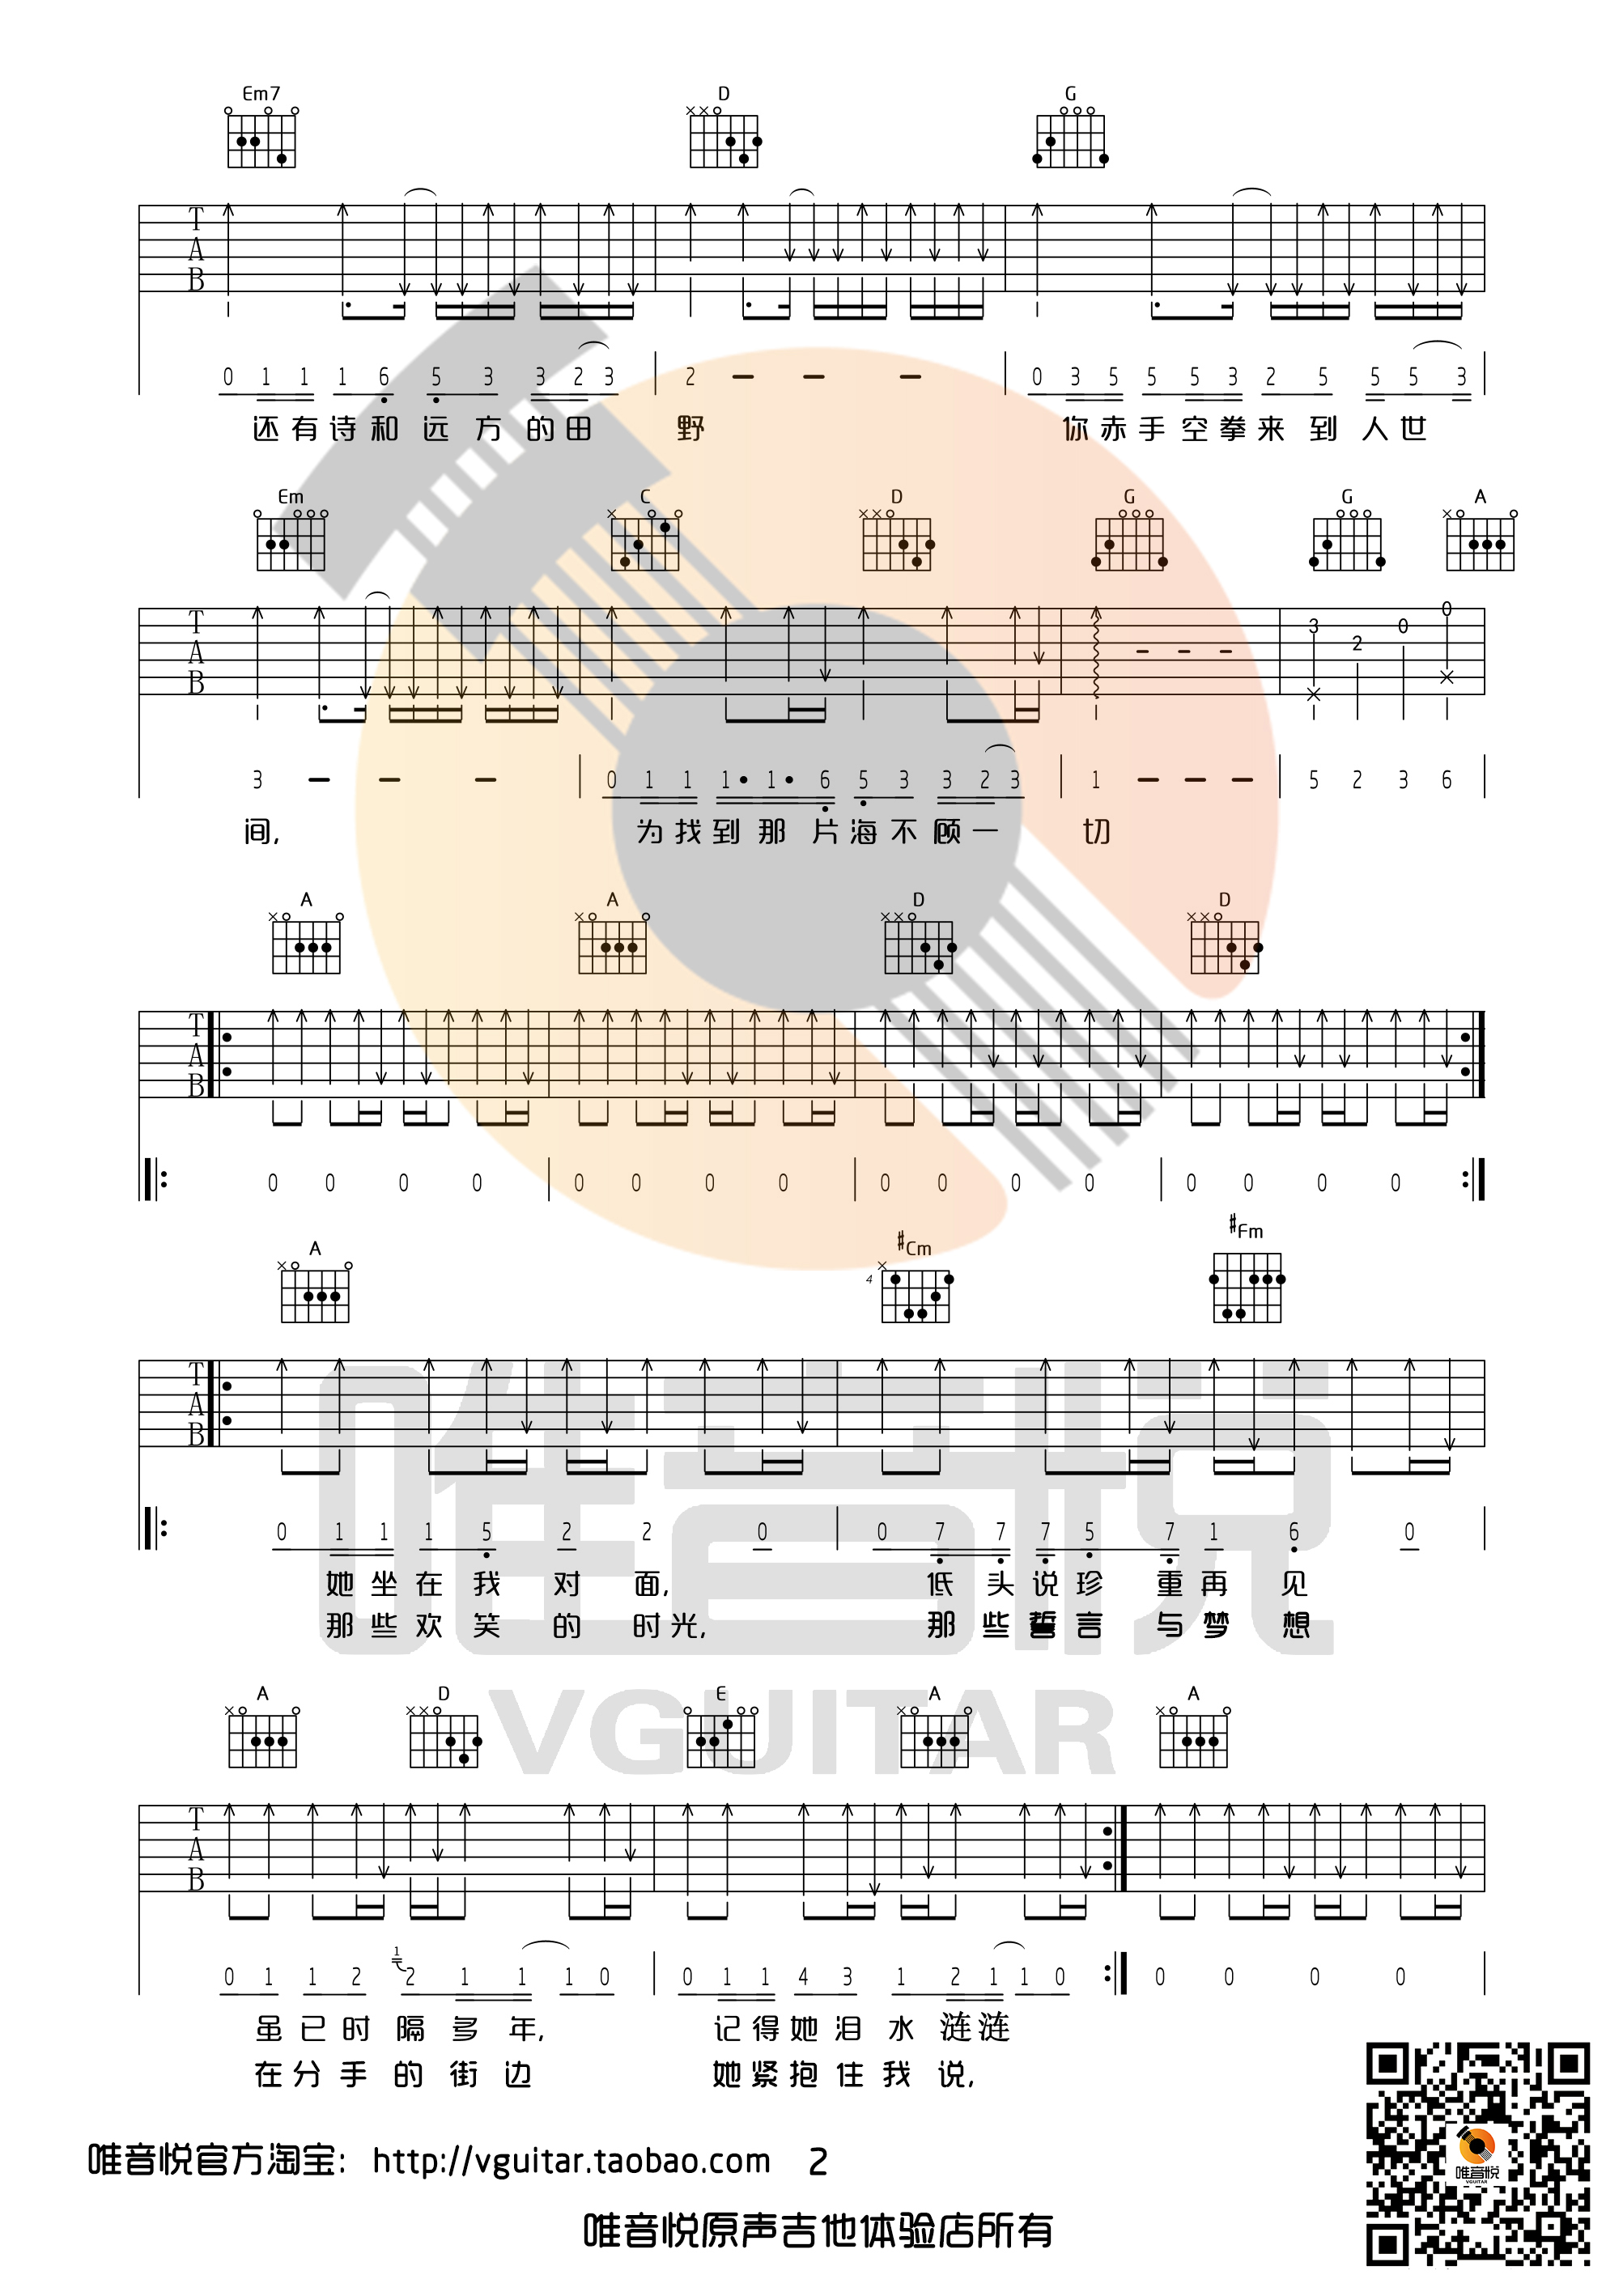 Em7 D G
T A B
0 1 1 1 6 5 3 3 2 3 2 - - - 0 3 5 5 5 3 2 5 5 5 3
还有诗和远方的田 野 你赤手空拳来到人世
Em C D G G A
T A B 3 2 0 0
3 - - - 0 1 1 1· 1· 6 5 3 3 2 3 1 - - - 5 2 3 6
间, 为找到那片海不顾一 切
A A D D
T A B
0 0 0 0 0 0 0 0 0 0 0 0 0 0 0 0
A #Cm #Fm
4
T A B
0 1 1 1 5 2 2 0 0 7 7 7 5 7 1 6 0
她坐在我对面, 低头说珍重再见
那些欢笑的时光, 那些誓言与梦想
唯音悦
VGUITAR
A D E A A
T A B
0 1 1 2 1 2 1 1 1 0 0 1 1 4 3 1 2 1 1 0 0 0 0 0
虽已时隔多年, 记得她泪水涟涟
在分手的街边 她紧抱住我说,
唯音悦官方淘宝: http://vguitar.taobao.com 2
唯音悦原声吉他体验店所有
唯音悦
VGUITAR